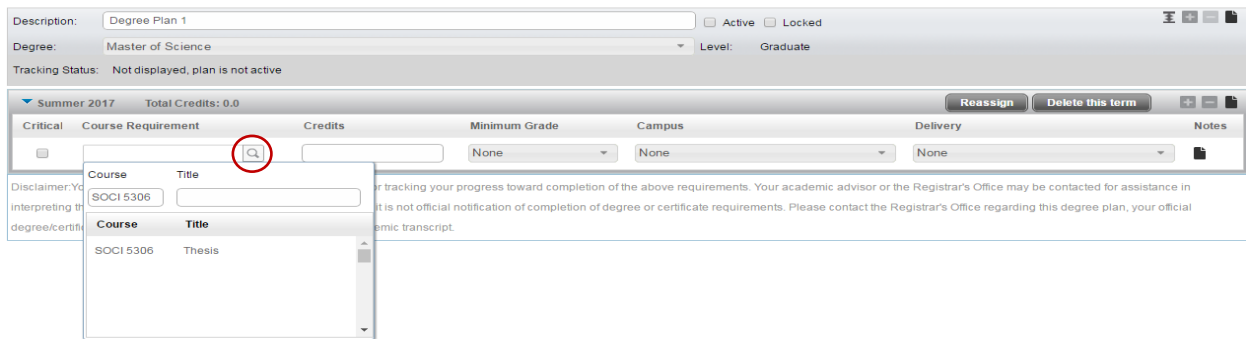 Description: Degree Plan 1 Active Locked
Degree: Master of Science Level: Graduate
Tracking Status: Not displayed, plan is not active
Summer 2017 Total Credits: 0.0 Reassign Delete this term
Critical Course Requirement Credits Minimum Grade Campus Delivery Notes
None None None
Course Title
SOCI 5306
Course Title
SOCI 5306 Thesis
Disclaimer: tracking your progress toward completion of the above requirements. Your academic advisor or the Registrar's Office may be contacted for assistance in
interpreting it is not official notification of completion of degree or certificate requirements. Please contact the Registrar's Office regarding this degree plan, your official
transcript.